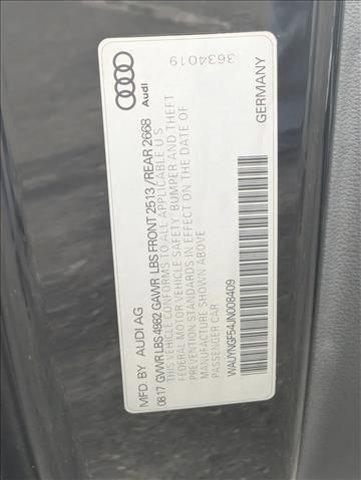 MFD. BY AUDI AG
Audi
0817 GVWR LBS 4982 GAWR LBS FRONT 2513 /REAR 2668
THIS VEHICLE CONFORMS TO ALL APPLICABLE U.S.
FEDERAL MOTOR VEHICLE SAFETY, BUMPER AND THEFT
PREVENTION STANDARDS IN EFFECT ON THE DATE OF
MANUFACTURE SHOWN ABOVE
PASSENGER CAR
3634019
WAUYNGF54JN008409
GERMANY